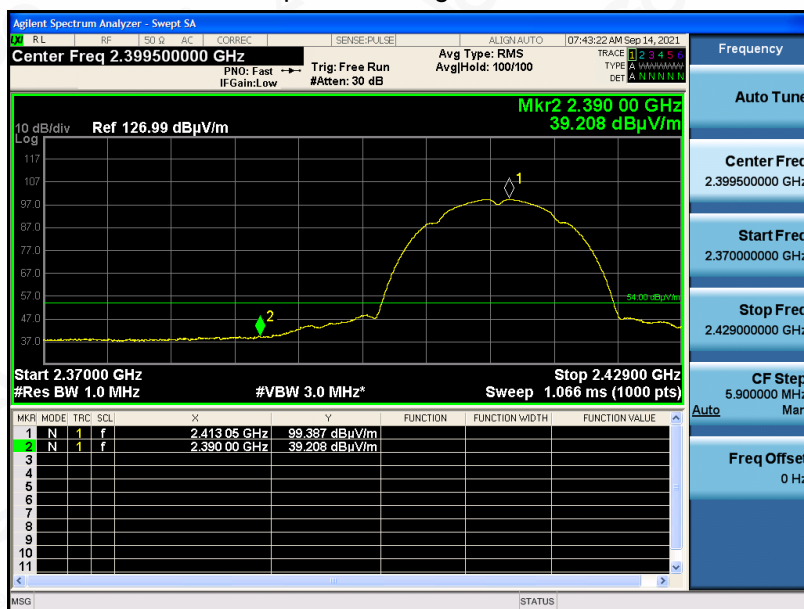 Agilent Spectrum Analyzer - Swept SA
LXI RL RF 50 Ω AC CORREC SENSE:PULSE ALIGN AUTO 07:43:22 AM Sep 14, 2021
Center Freq 2.399500000 GHz
PNO: Fast
IFGain:Low
Trig: Free Run
#Atten: 30 dB
Avg Type: RMS
Avg|Hold: 100/100
TRACE 1 2 3 4 5 6
TYPE A WWWWW
DET A N N N N N
Mkr2 2.390 00 GHz
39.208 dBµV/m
10 dB/div Ref 126.99 dBµV/m
Log
117
107
97.0
87.0
77.0
67.0
57.0
47.0
37.0
1
2
54.00 dBµV/m
Start 2.37000 GHz Stop 2.42900 GHz
#Res BW 1.0 MHz #VBW 3.0 MHz* Sweep 1.066 ms (1000 pts)
MKR MODE TRC SCL X Y FUNCTION FUNCTION WIDTH FUNCTION VALUE
1 N 1 f 2.413 05 GHz 99.387 dBµV/m
2 N 1 f 2.390 00 GHz 39.208 dBµV/m
3
4
5
6
7
8
9
10
11
MSG STATUS
Frequency
Auto Tune
Center Freq
2.399500000 GHz
Start Freq
2.370000000 GHz
Stop Freq
2.429000000 GHz
CF Step
5.900000 MHz
Auto Man
Freq Offset
0 Hz